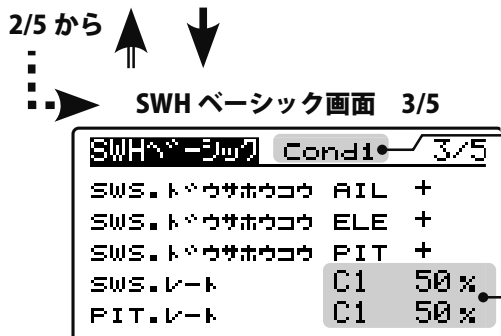 2/5 から
SWH ベーシック画面 3/5
SWHベーシック Cond1 3/5
SWS.ドウサホウコウ AIL +
SWS.ドウサホウコウ ELE +
SWS.ドウサホウコウ PIT +
SWS.レート C1 50%
PIT.レート C1 50%